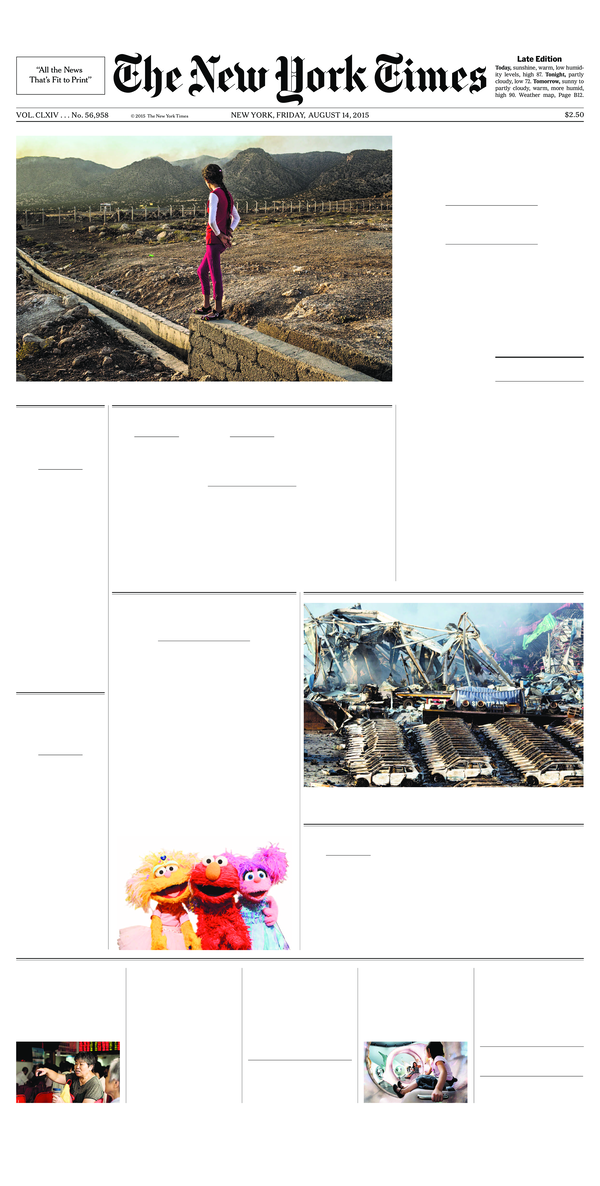 "All the News
That's Fit to Print"
The New York Times
Late Edition
Today, sunshine, warm, low humid-
ity levels, high 87. Tonight, partly
cloudy, low 72. Tomorrow, sunny to
partly cloudy, warm, more humid,
high 90. Weather map, Page B12.
VOL. CLXIV . . . No. 56,958
© 2015 The New York Times
NEW YORK, FRIDAY, AUGUST 14, 2015
$2.50